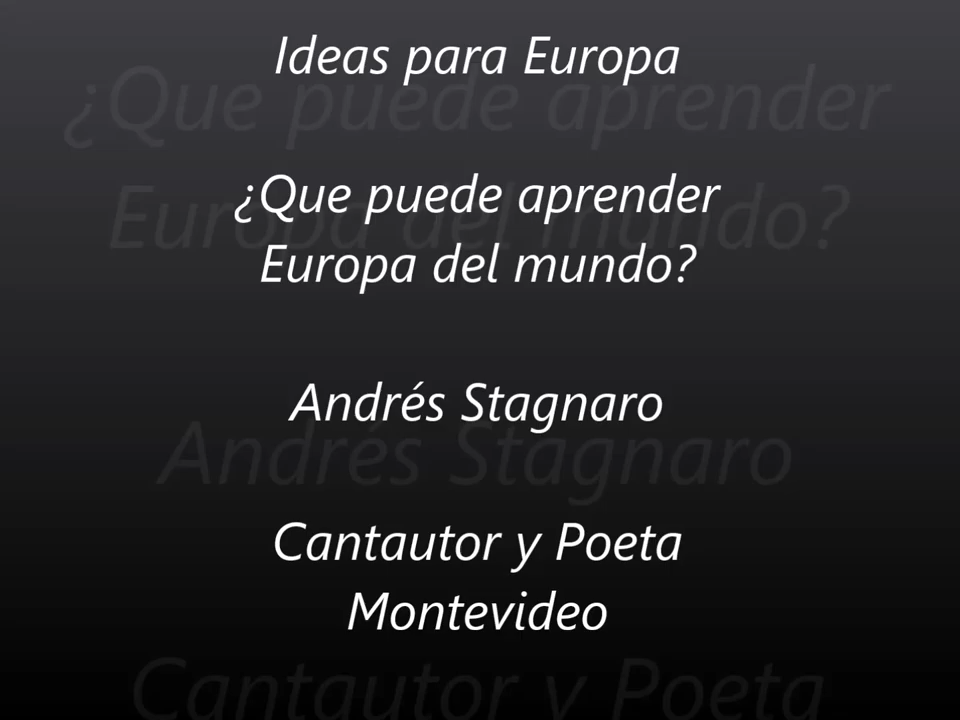 Ideas para Europa
¿Que puede aprender
Europa del mundo?
Andrés Stagnaro
Cantautor y Poeta
Montevideo